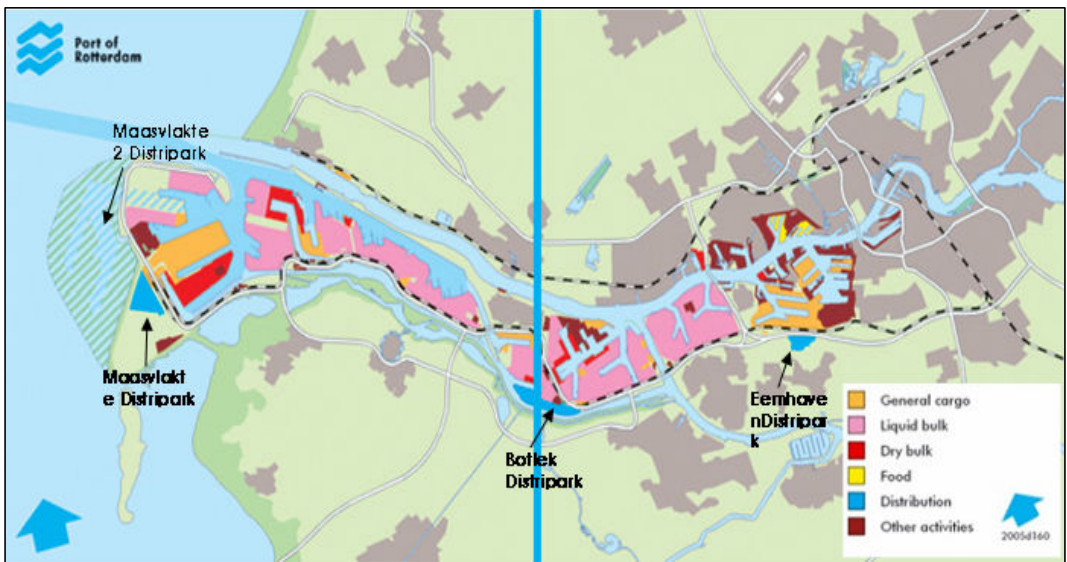 Port of
Rotterdam
Maasvlakte
2 Distripark
Maasvlakt
e Distripark
Botlek
Distripark
Eemhave
nDistripar
k
General cargo
Liquid bulk
Dry bulk
Food
Distribution
Other activities
2005d160